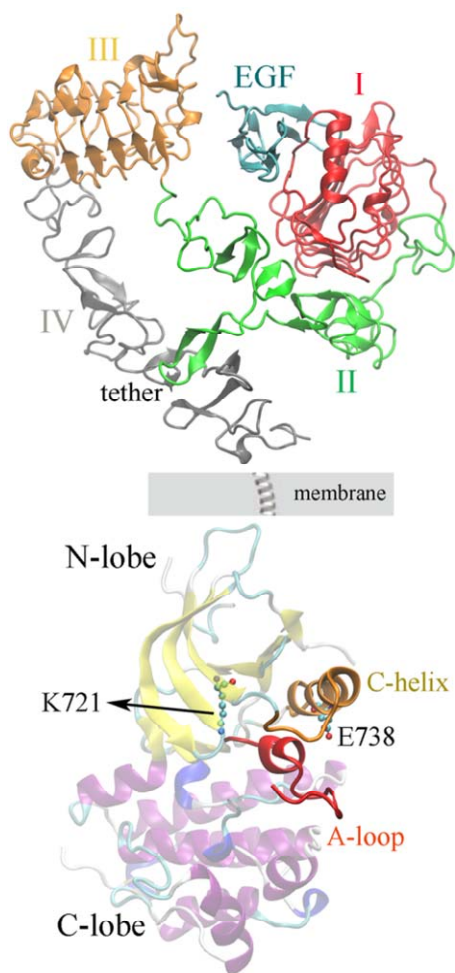 III
EGF
I
IV
II
tether
membrane
N-lobe
K721
C-helix
E738
A-loop
C-lobe